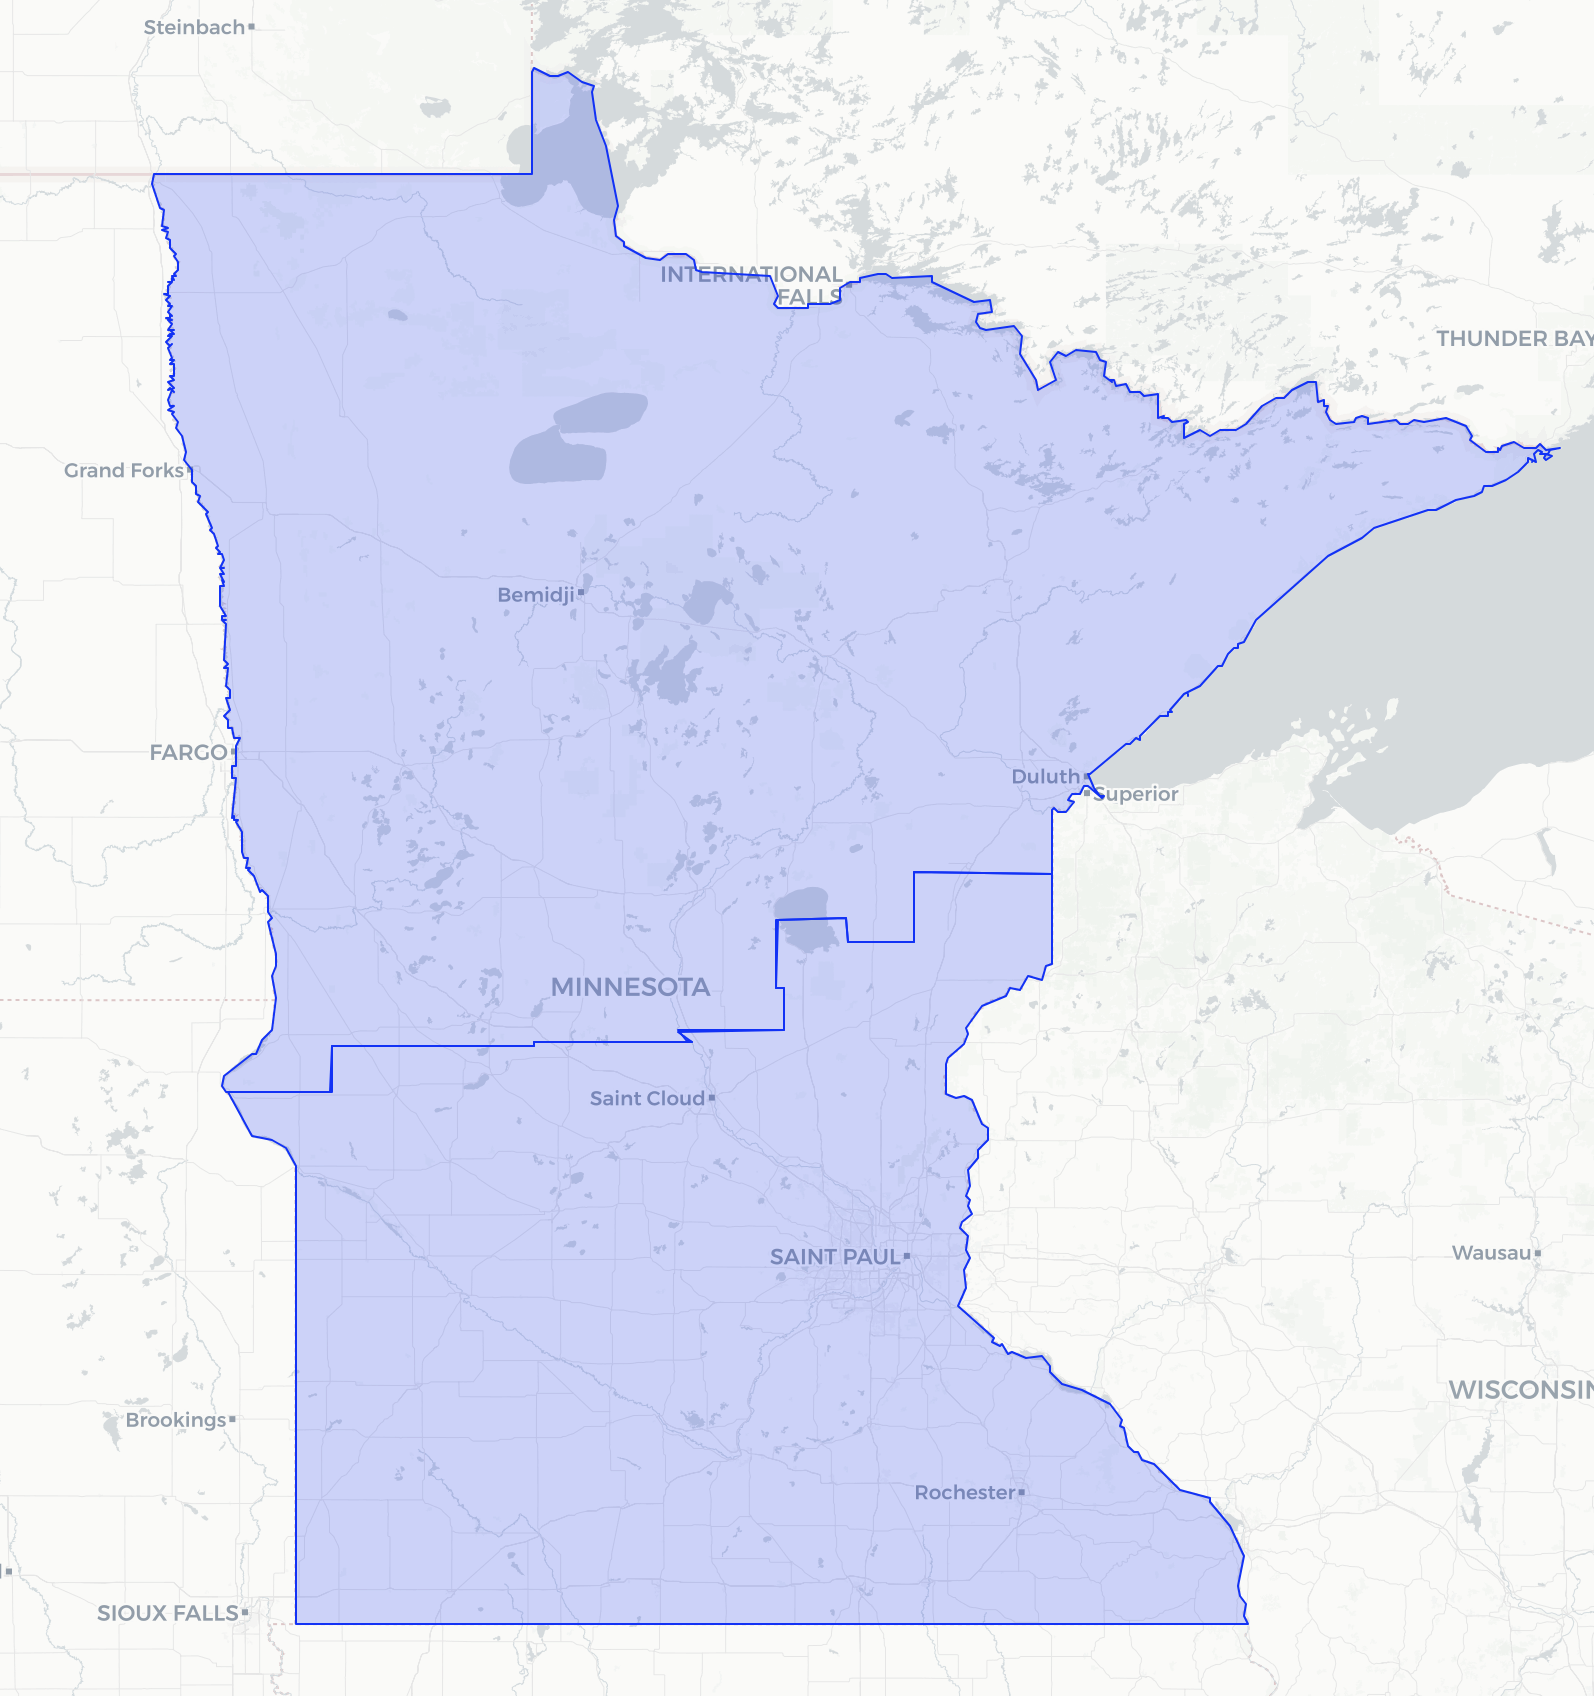 Steinbach
INTERNATIONAL
FALLS
THUNDER BAY
Grand Forks
Bemidji
FARGO
Duluth
Superior
MINNESOTA
Saint Cloud
SAINT PAUL
Wausau
WISCONSIN
Brookings
Rochester
SIOUX FALLS